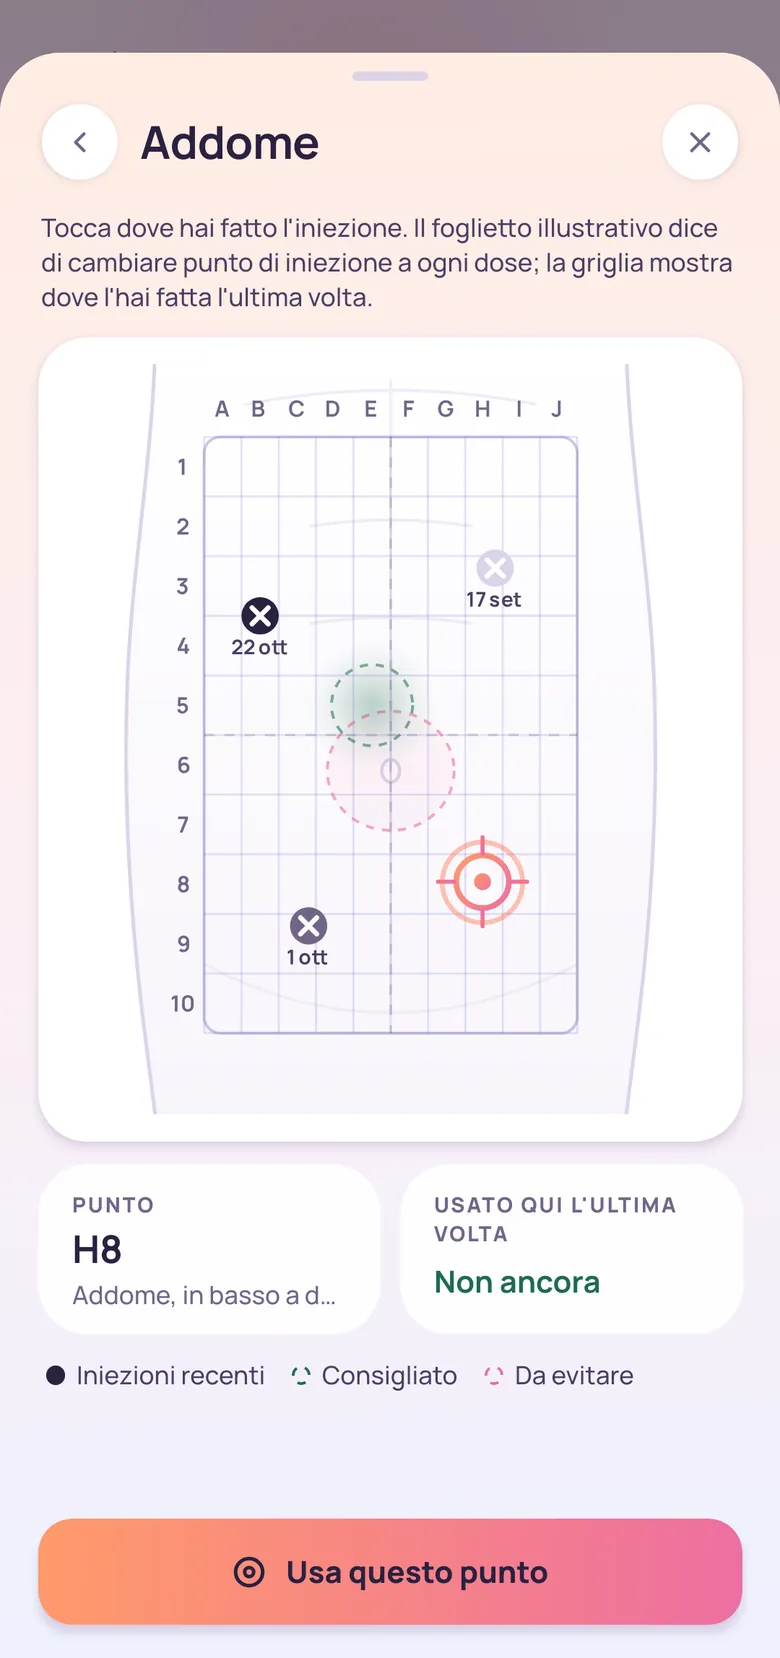 Addome
Tocca dove hai fatto l'iniezione. Il foglietto illustrativo dice
di cambiare punto di iniezione a ogni dose; la griglia mostra
dove l'hai fatta l'ultima volta.
A B C D E F G H I J
1
2
3
17 set
22 ott
4
5
6
7
8
9
1 ott
10
PUNTO
H8
Addome, in basso a d...
USATO QUI L'ULTIMA
VOLTA
Non ancora
Iniezioni recenti Consigliato Da evitare
Usa questo punto